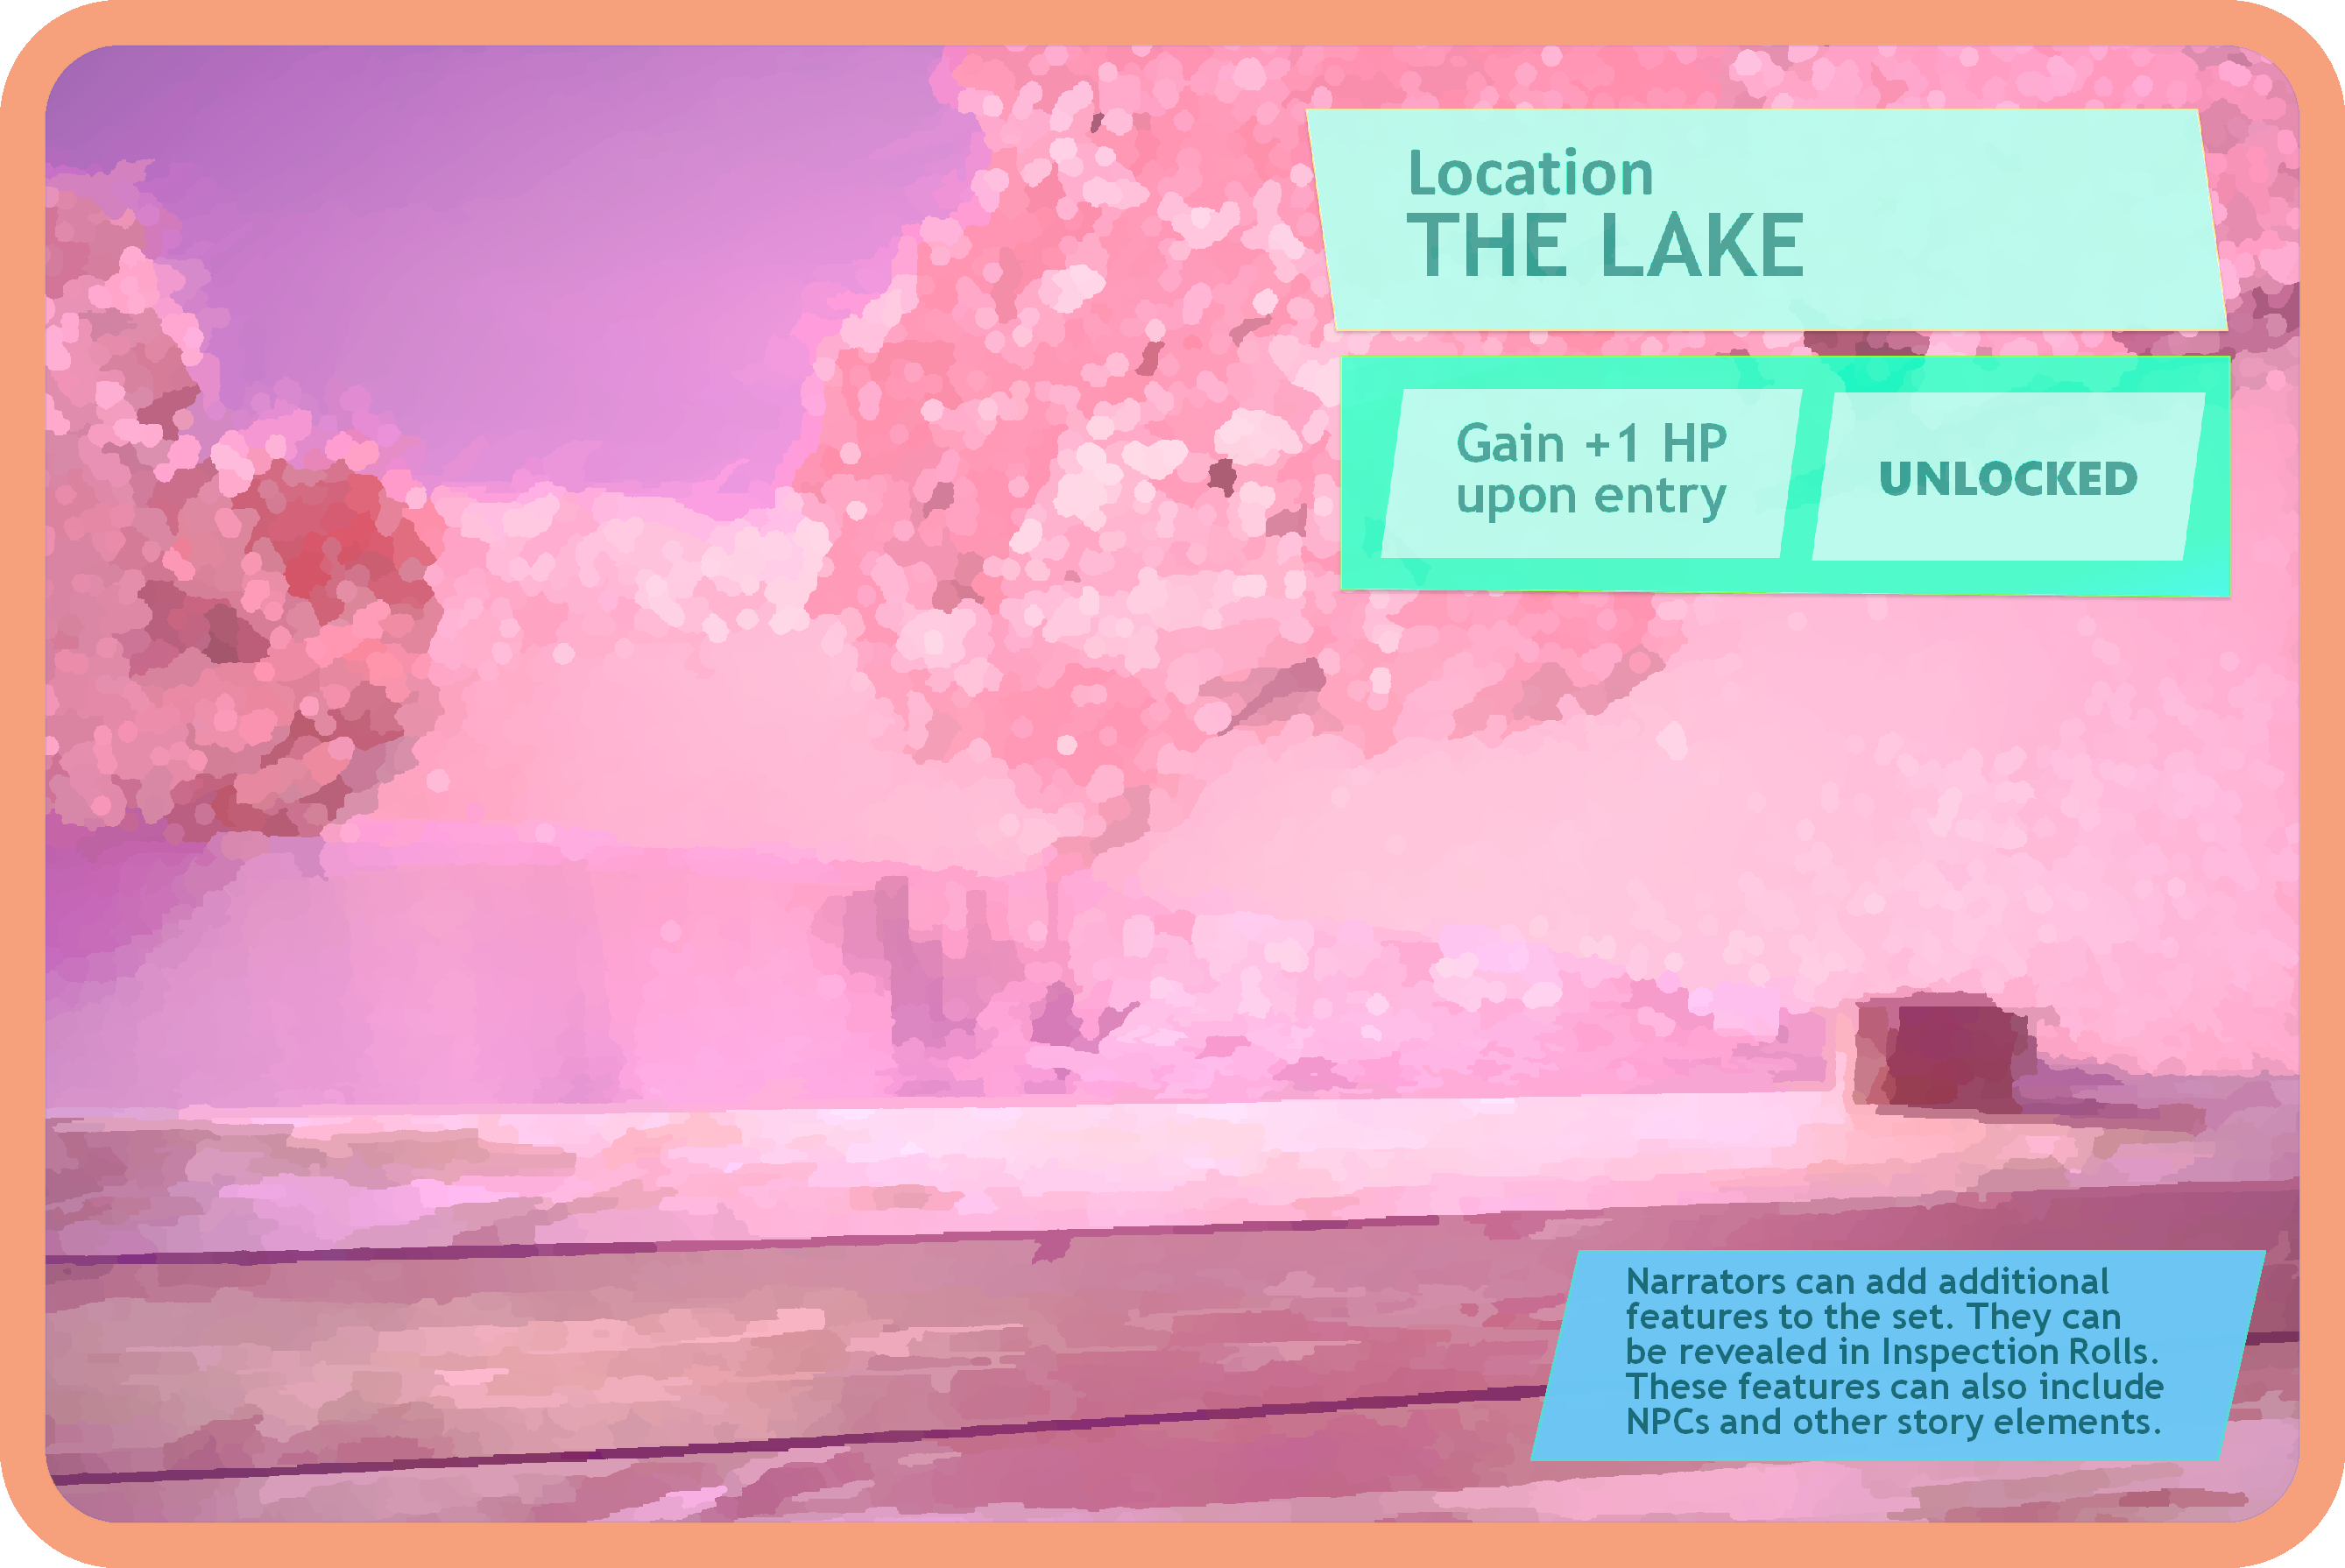 Location
THE LAKE
Gain +1 HP
upon entry
UNLOCKED
Narrators can add additional
features to the set. They can
be revealed in Inspection Rolls.
These features can also include
NPCs and other story elements.